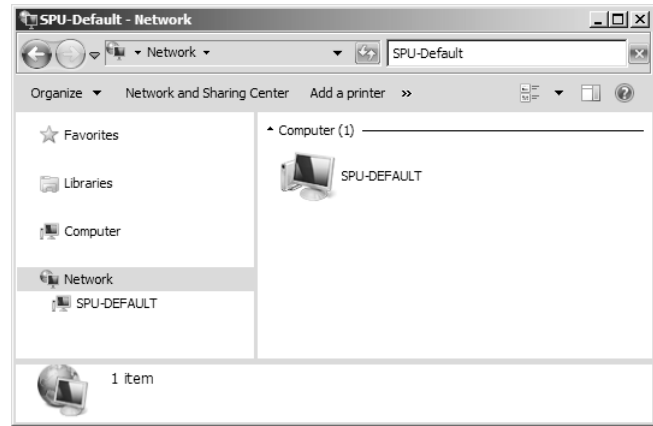 SPU-Default - Network
Network
SPU-Default
Organize
Network and Sharing Center
Add a printer
»
Favorites
Libraries
Computer
Network
SPU-DEFAULT
Computer (1)
SPU-DEFAULT
1 item